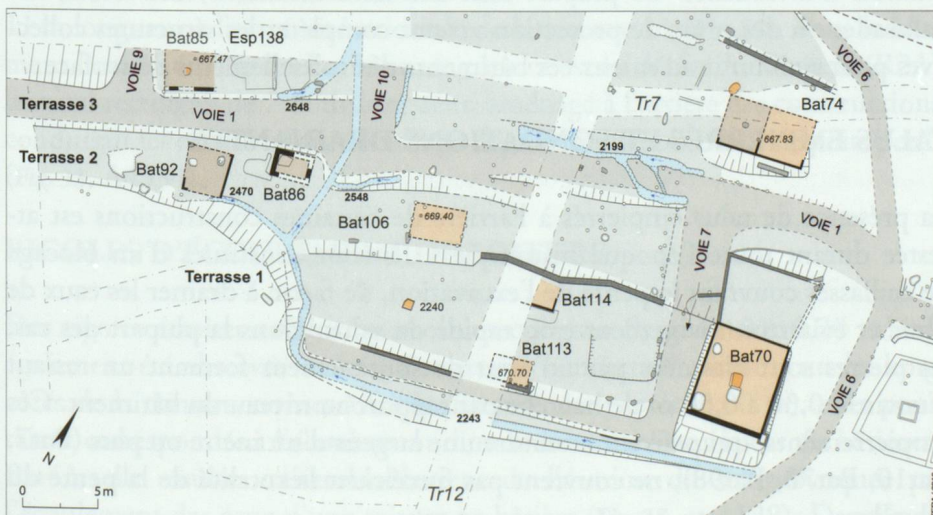 Bat85
Esp138
667.47
VOIE 9
VOIE 10
VOIE 6
2648
Terrasse 3
VOIE 1
Tr7
Bat74
667.83
2199
Terrasse 2
Bat92
2470
Bat86
2548
Bat106
669.40
VOIE 7
VOIE 1
Terrasse 1
Bat114
2240
Bat113
670.70
Bat70
VOIE 6
2243
N
0
5m
Tr12